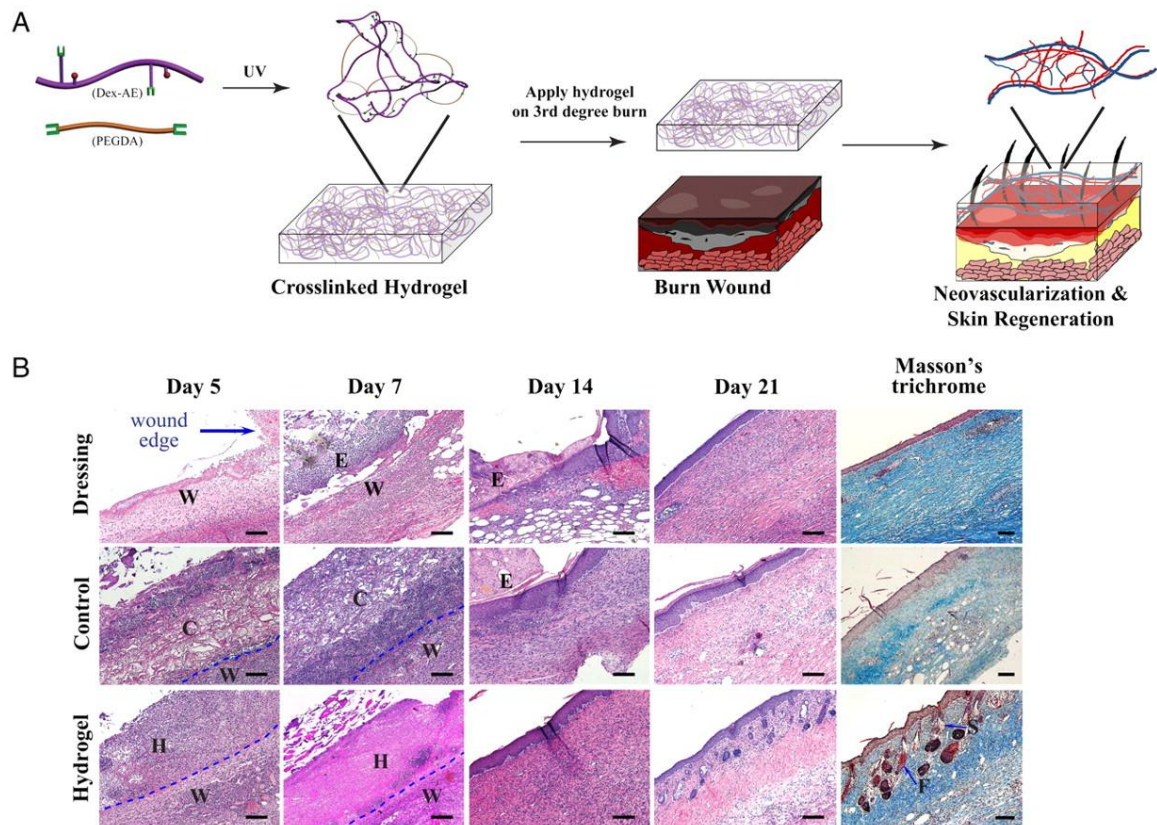 A
(Dex-AE)
(PEGDA)
UV
Crosslinked Hydrogel
Apply hydrogel
on 3rd degree burn
Burn Wound
Neovascularization &
Skin Regeneration
B
Day 5
Day 7
Day 14
Day 21
Masson's
trichrome
Dressing
wound
edge
W
E
W
E
Control
C
W
C
W
E
Hydrogel
H
W
H
W
S
F